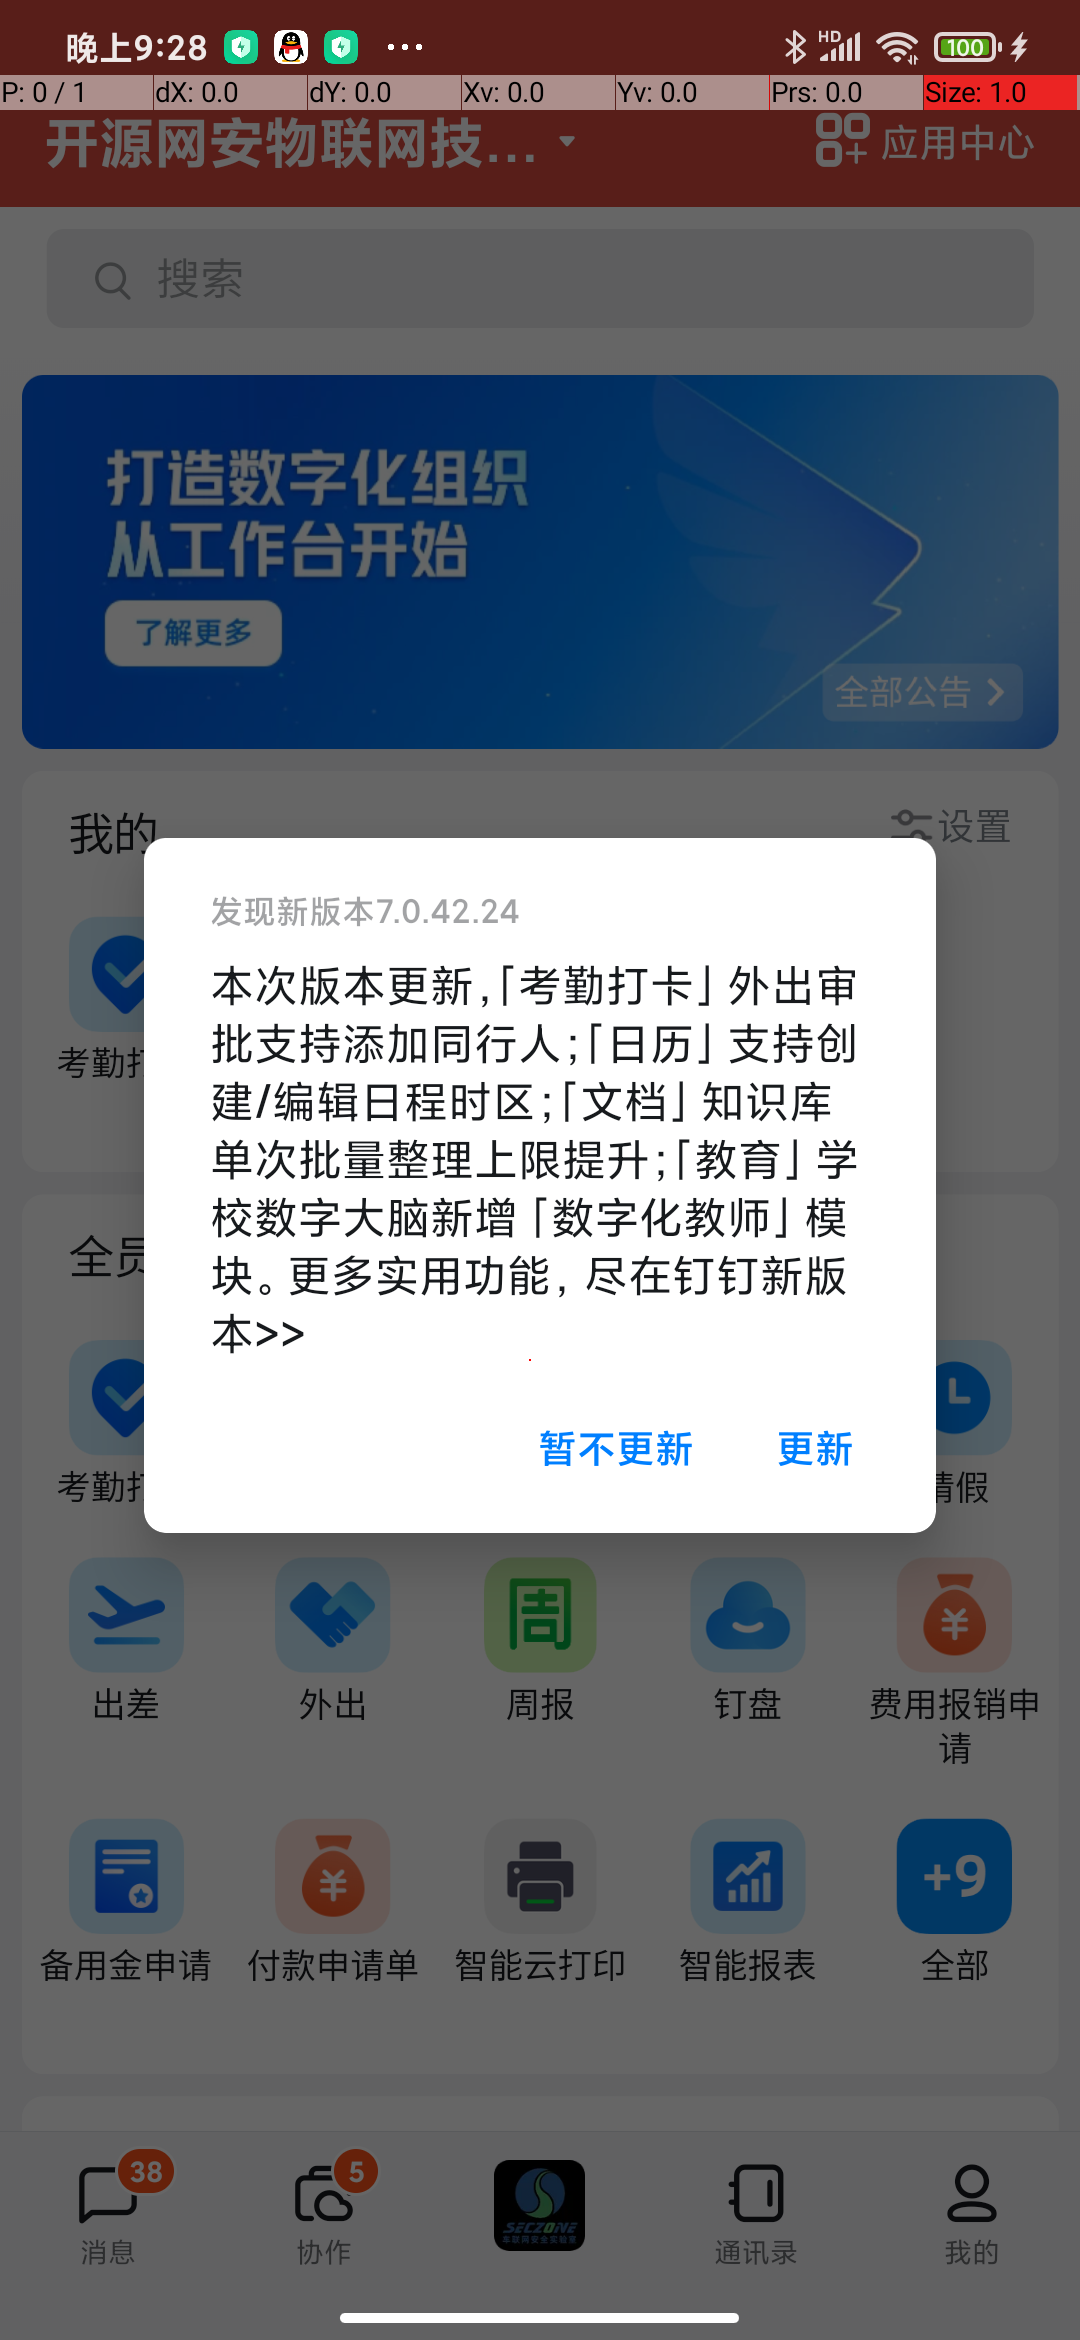 晚上9:28
HD
100
P: 0 / 1
dX: 0.0
dY: 0.0
Xv: 0.0
Yv: 0.0
Prs: 0.0
Size: 1.0
开源网安物联网技...
应用中心
搜索
打造数字化组织
从工作台开始
了解更多
全部公告
我的
设置
考勤打
发现新版本7.0.42.24
本次版本更新,「考勤打卡」外出审
批支持添加同行人;「日历」支持创
建/编辑日程时区;「文档」知识库
单次批量整理上限提升;「教育」学
校数字大脑新增「数字化教师」模
块。更多实用功能，尽在钉钉新版
本>>
暂不更新
更新
全员
考勤打
请假
出差
外出
周
周报
钉盘
费用报销申
请
备用金申请
付款申请单
智能云打印
智能报表
+9
全部
38
消息
5
协作
SECZONE
车联网安全实验室
通讯录
我的